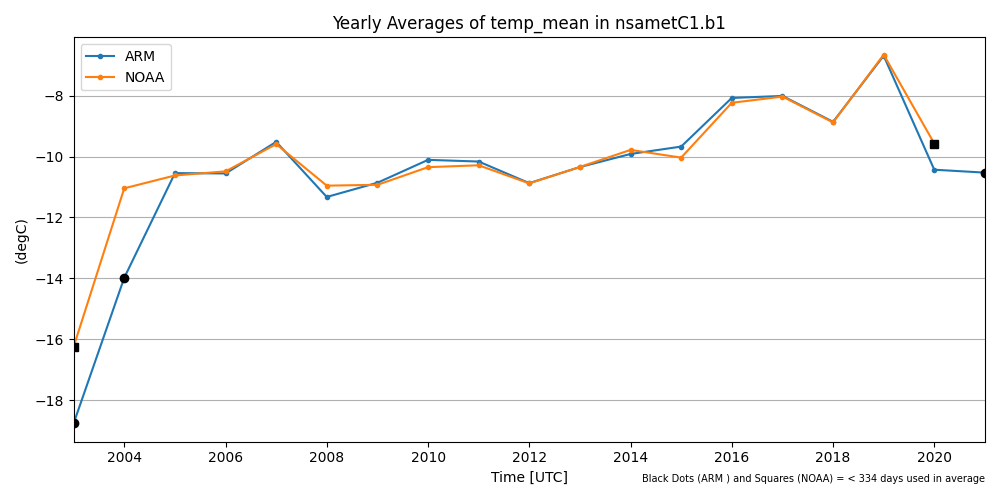 Yearly Averages of temp_mean in nsametC1.b1
ARM
NOAA
−8
−10
−12
−14
−16
−18
(degC)
2004 2006 2008 2010 2012 2014 2016 2018 2020
Time [UTC]
Black Dots (ARM ) and Squares (NOAA) = < 334 days used in average